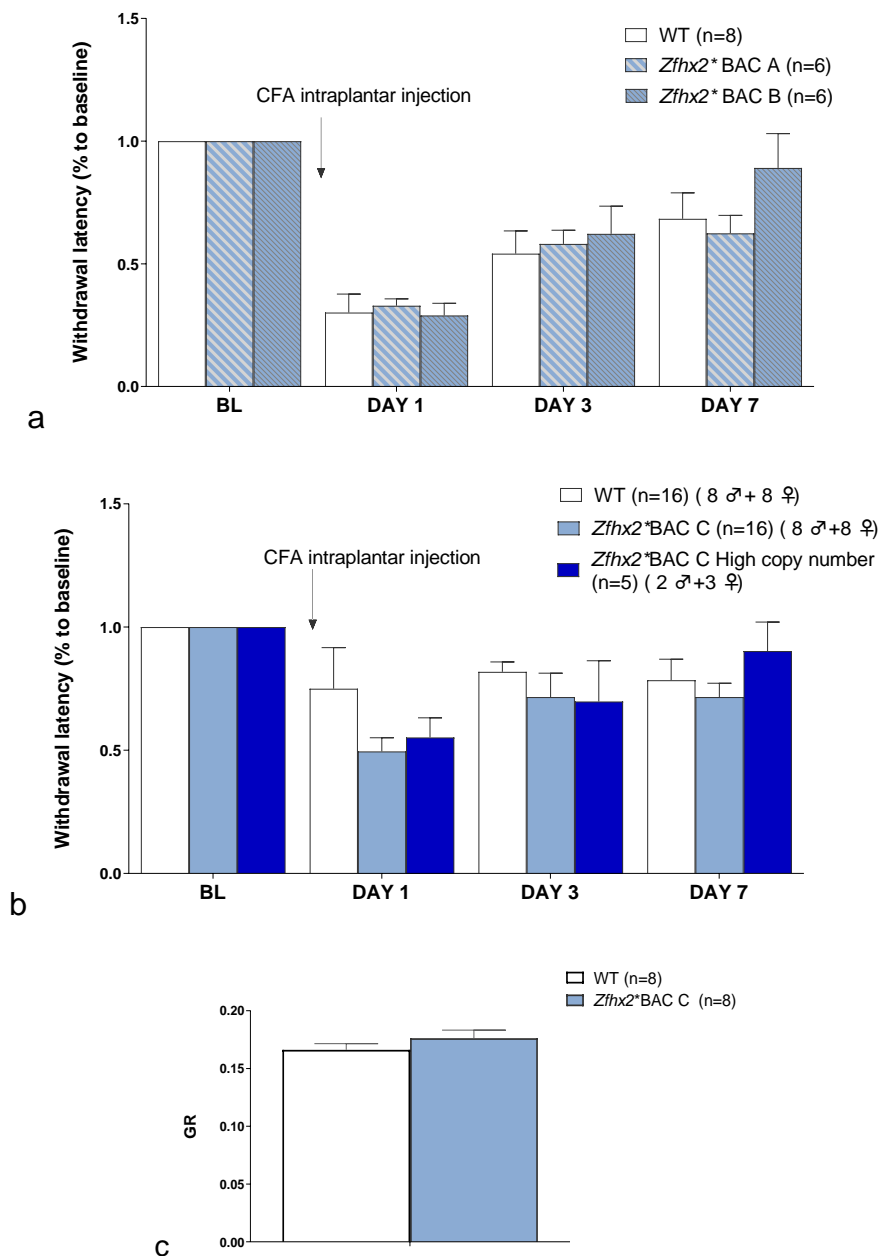 1.5
WT (n=8)
Zfhx2* BAC A (n=6)
Zfhx2* BAC B (n=6)
CFA intraplantar injection
1.0
0.5
0.0
Withdrawal latency (% to baseline)
BL DAY 1 DAY 3 DAY 7
a
1.5
WT (n=16) ( 8 ♂+ 8 ♀)
Zfhx2*BAC C (n=16) ( 8 ♂+8 ♀)
Zfhx2*BAC C High copy number
(n=5) ( 2 ♂+3 ♀)
CFA intraplantar injection
1.0
0.5
0.0
Withdrawal latency (% to baseline)
BL DAY 1 DAY 3 DAY 7
b
WT (n=8)
Zfhx2*BAC C (n=8)
0.20
0.15
0.10
0.05
0.00
GR
c